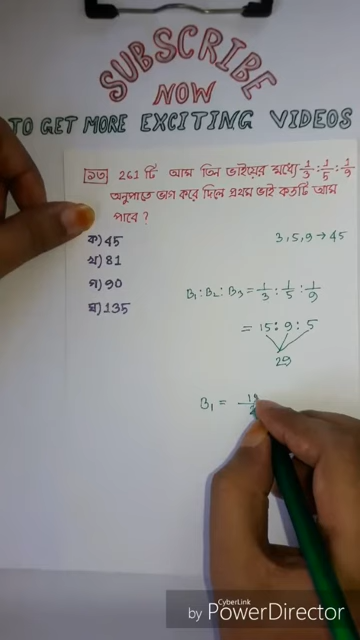 SUBSCRIBE
NOW
TO GET MORE EXCITING VIDEOS
১৩ 261 টি আম তিন ভাইয়ের মধ্যে 1/3 : 1/5 : 1/9
অনুপাতে ভাগ করে দিলে প্রথম ভাই কতটি আম
পাবে ?
3, 5, 9 → 45
ক) 45
খ) 81
গ) 90
ঘ) 135
B₁ : B₂ : B₃ = 1/3 : 1/5 : 1/9
= 15 : 9 : 5
29
B₁ =
CyberLink
by PowerDirector